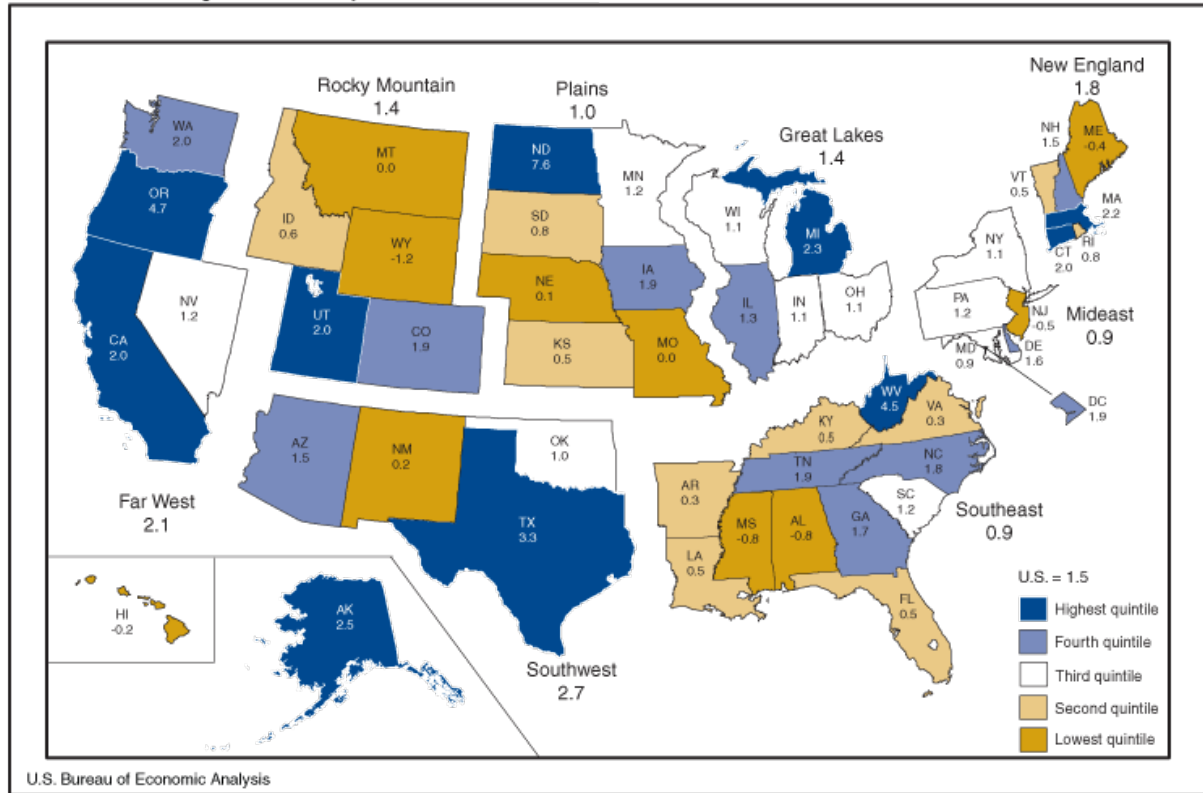 Rocky Mountain
1.4
Plains
1.0
New England
1.8
Great Lakes
1.4
WA
2.0
OR
4.7
CA
2.0
NV
1.2
MT
0.0
ID
0.6
WY
-1.2
UT
2.0
CO
1.9
ND
7.6
SD
0.8
NE
0.1
KS
0.5
MN
1.2
IA
1.9
MO
0.0
WI
1.1
MI
2.3
IL
1.3
IN
1.1
OH
1.1
NH
1.5
ME
-0.4
VT
0.5
MA
2.2
RI
0.8
CT
2.0
NY
1.1
PA
1.2
NJ
-0.5
MD
0.9
DE
1.6
DC
1.9
Mideast
0.9
AZ
1.5
NM
0.2
OK
1.0
TX
3.3
Far West
2.1
Southwest
2.7
WV
4.5
VA
0.3
KY
0.5
TN
1.9
NC
1.8
AR
0.3
SC
1.2
MS
-0.8
AL
-0.8
GA
1.7
LA
0.5
FL
0.5
Southeast
0.9
HI
-0.2
AK
2.5
U.S. = 1.5
Highest quintile
Fourth quintile
Third quintile
Second quintile
Lowest quintile
U.S. Bureau of Economic Analysis